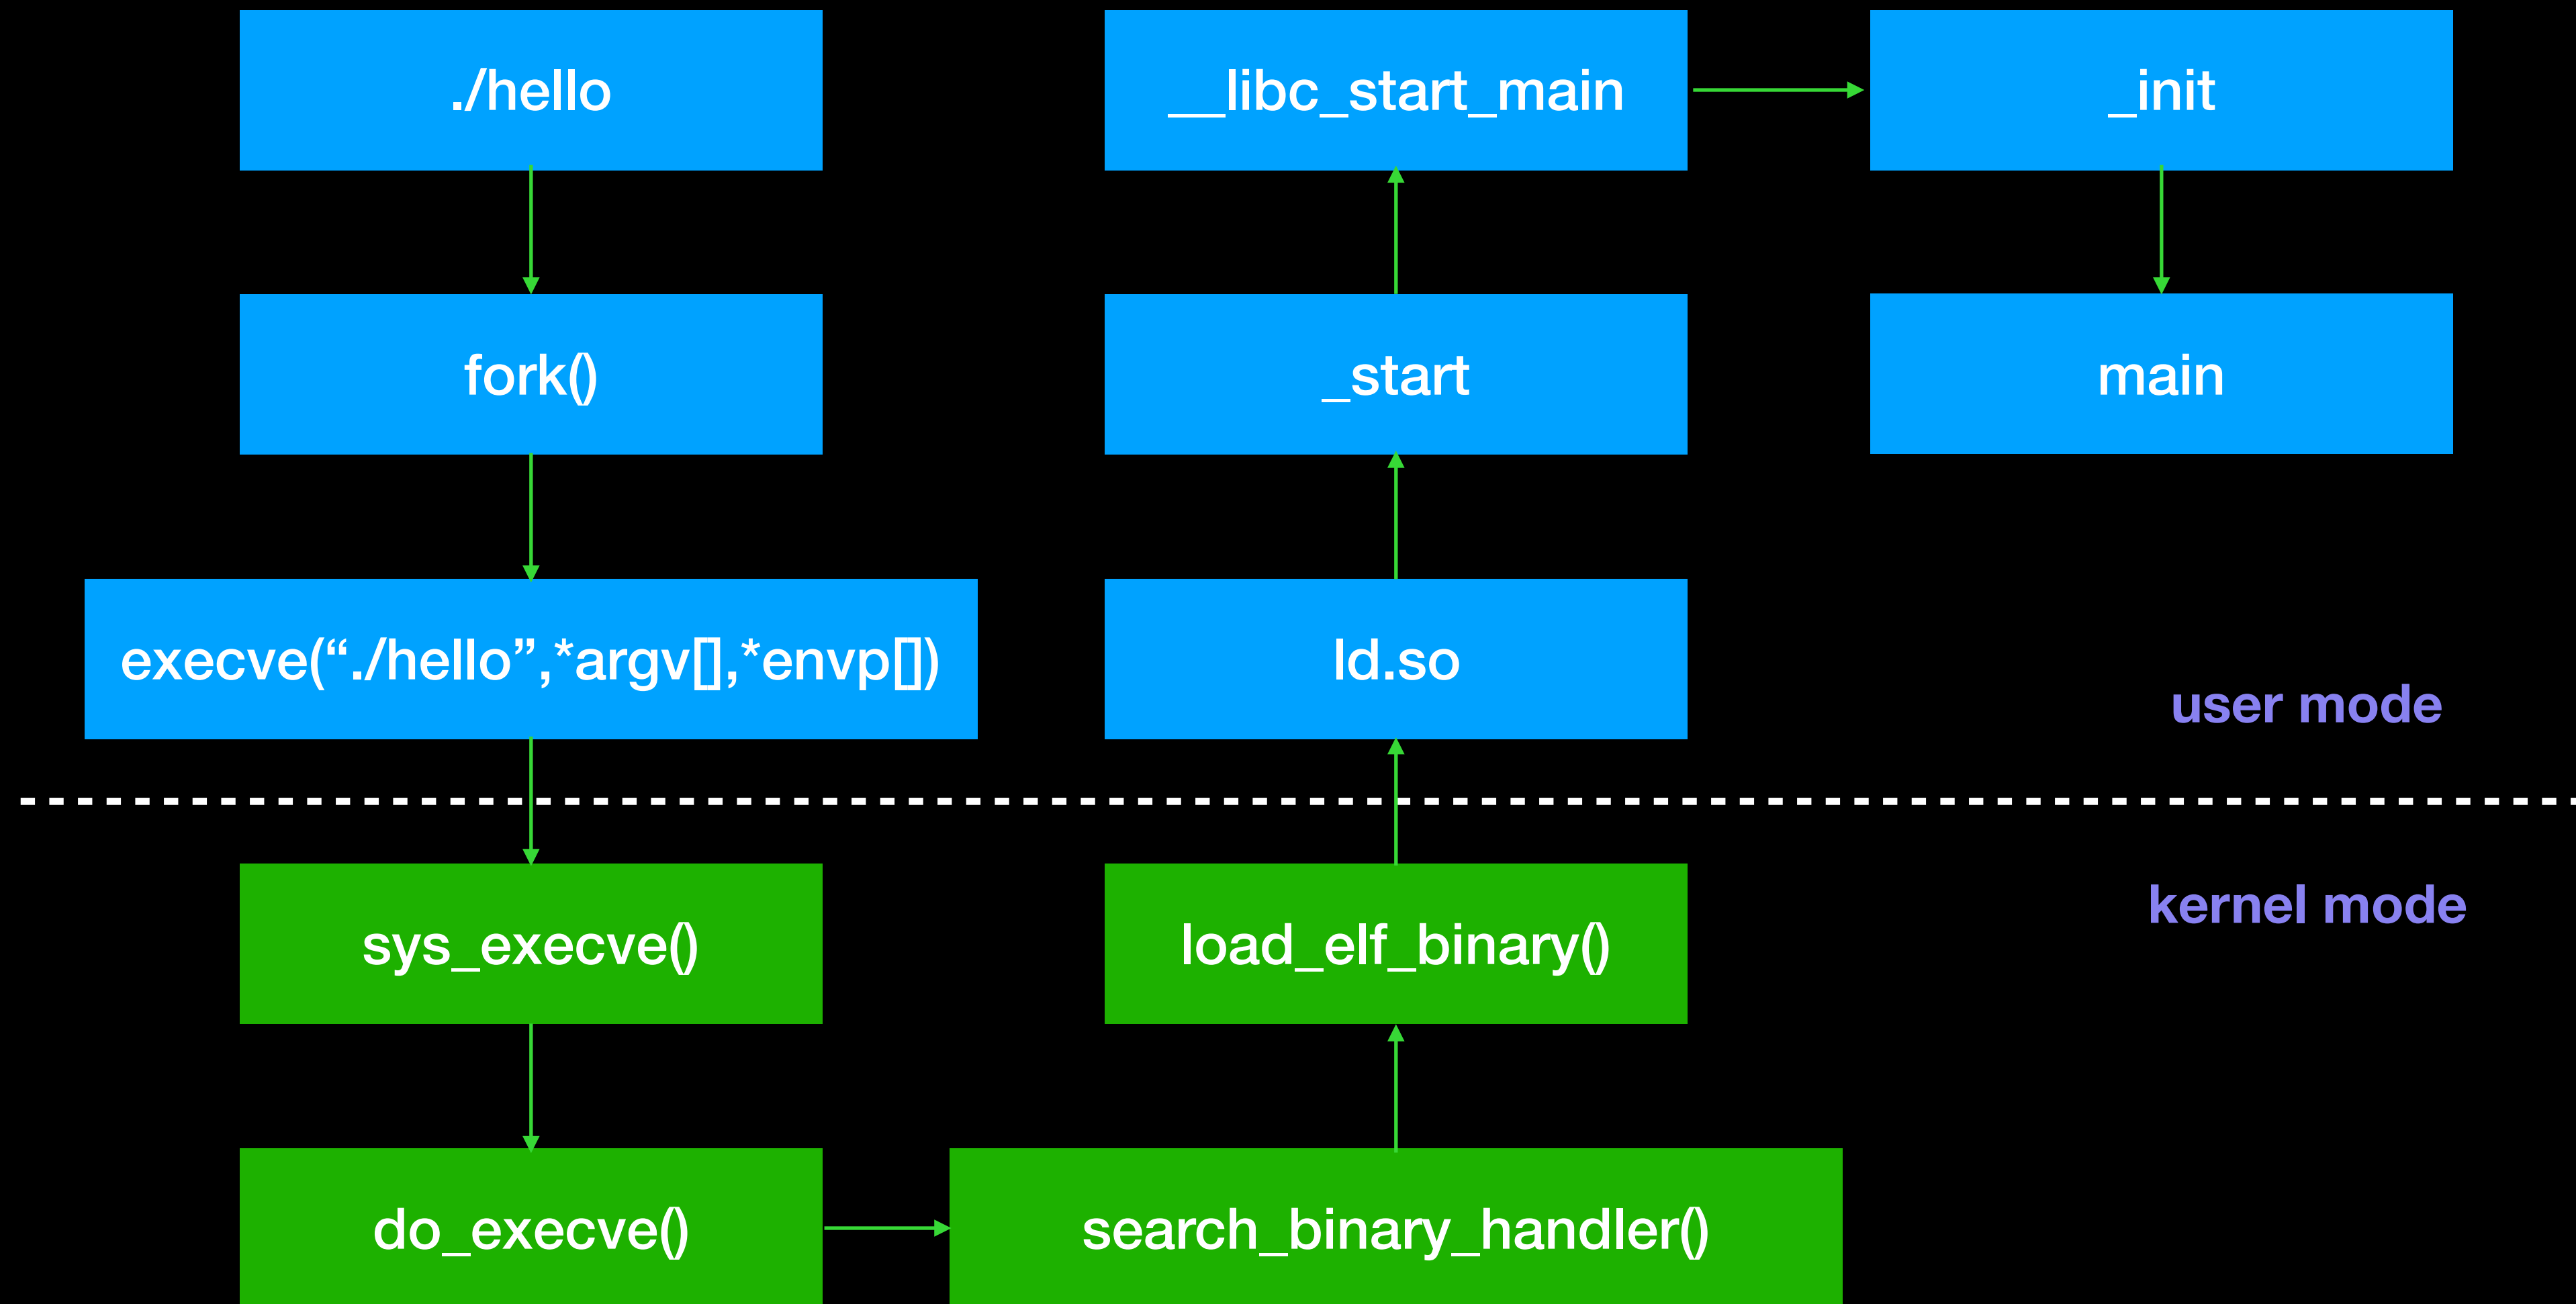 ./hello
fork()
execve(“./hello”,*argv[],*envp[])
sys_execve()
do_execve()
search_binary_handler()
load_elf_binary()
ld.so
_start
__libc_start_main
_init
main
user mode
kernel mode